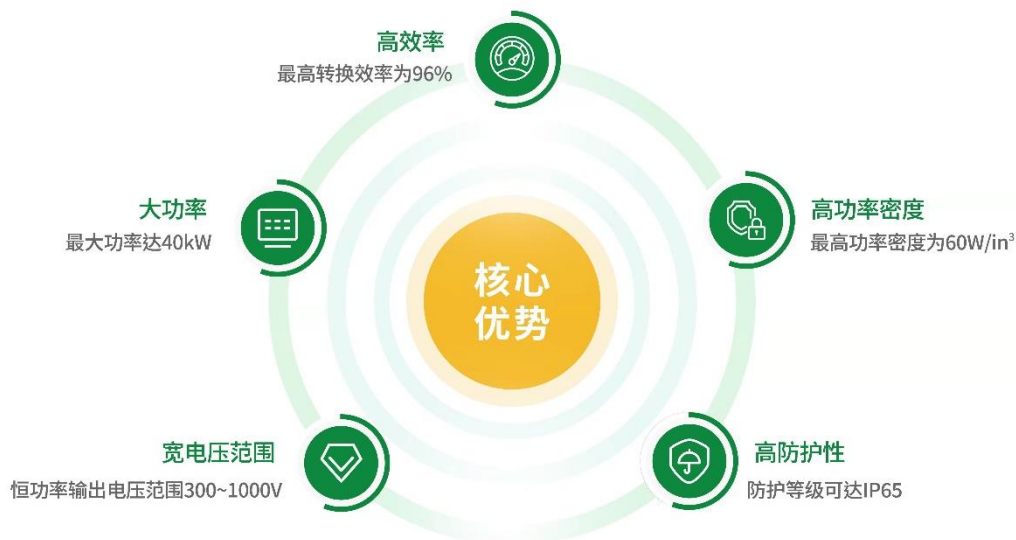 高效率
最高转换效率为96%
大功率
最大功率达40kW
高功率密度
最高功率密度为60W/in³
核心
优势
宽电压范围
恒功率输出电压范围300~1000V
高防护性
防护等级可达IP65